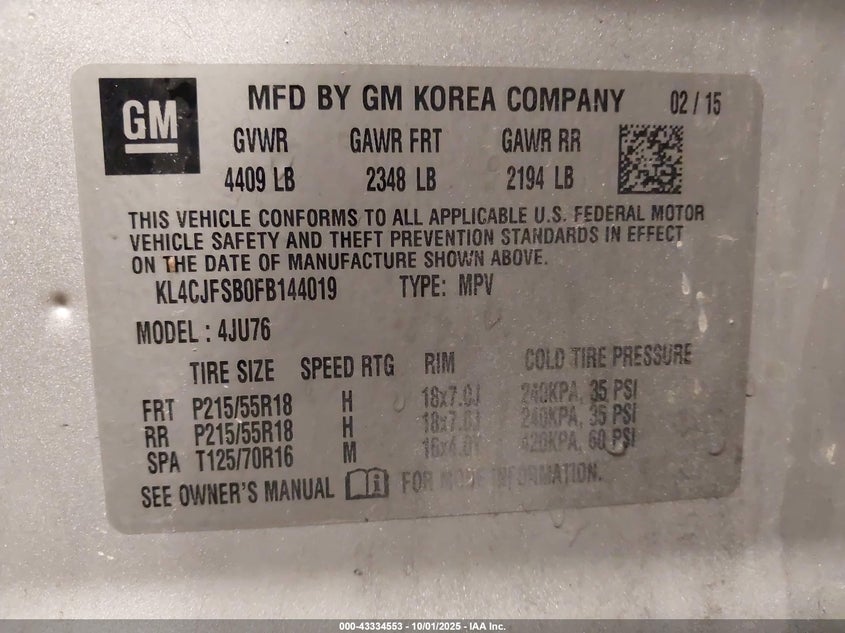 GM
MFD BY GM KOREA COMPANY 02 / 15
GVWR GAWR FRT GAWR RR
4409 LB 2348 LB 2194 LB
THIS VEHICLE CONFORMS TO ALL APPLICABLE U.S. FEDERAL MOTOR
VEHICLE SAFETY AND THEFT PREVENTION STANDARDS IN EFFECT
ON THE DATE OF MANUFACTURE SHOWN ABOVE.
KL4CJFSB0FB144019 TYPE: MPV
MODEL : 4JU76
TIRE SIZE SPEED RTG RIM COLD TIRE PRESSURE
FRT P215/55R18 H 18x7.0J 240KPA, 35 PSI
RR P215/55R18 H 18x7.0J 240KPA, 35 PSI
SPA T125/70R16 M 16x4.0T 420KPA, 60 PSI
SEE OWNER'S MANUAL FOR MORE INFORMATION.
000-43334553 - 10/01/2025 - IAA Inc.